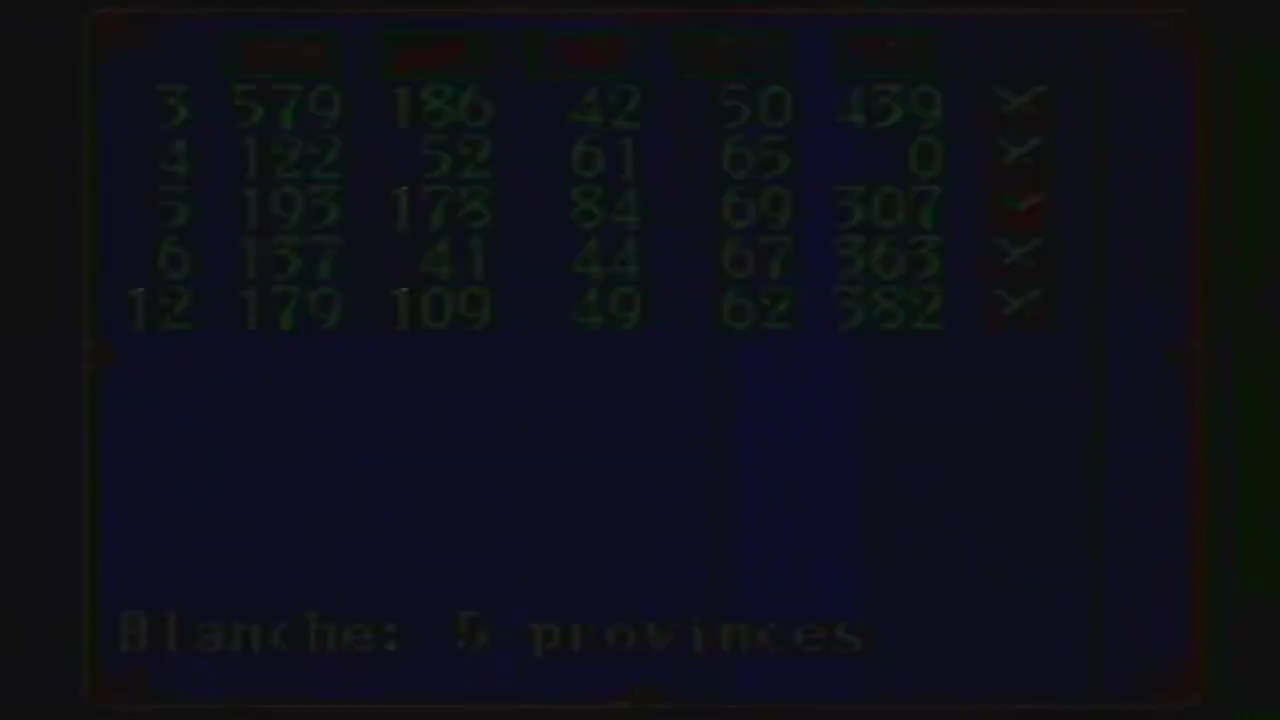 3 579 186 42 50 439
4 122 52 61 65 0
5 193 178 84 69 307
6 137 41 44 67 363
12 179 109 49 62 382
Blanche: 5 provinces